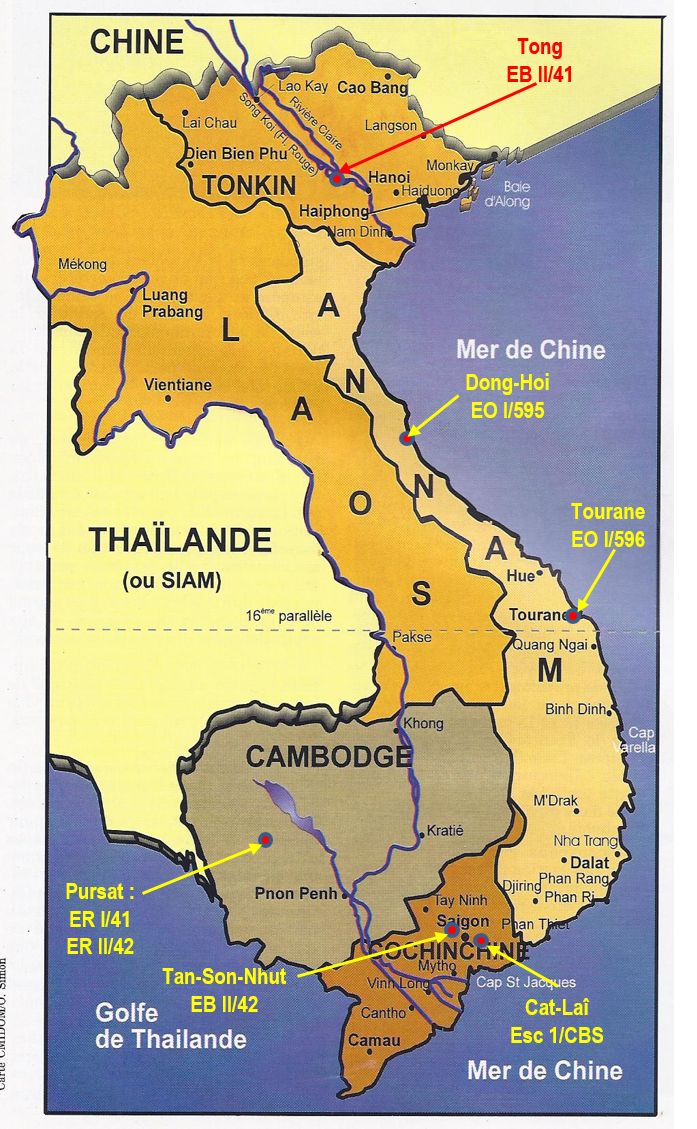 CHINE
Tong
EB II/41
Lao Kay
Cao Bang
Lai Chau
Song Koi (Fl. Rouge)
Rivière Claire
Langson
Dien Bien Phu
TONKIN
Hanoi
Monkay
Haiduong
Baie
d'Along
Haiphong
Nam Dinh
Mékong
Luang
Prabang
LAOS
ANNAM
Mer de Chine
Vientiane
Dong-Hoi
EO I/595
THAÏLANDE
(ou SIAM)
Tourane
EO I/596
Hue
Tourane
16ème parallèle
Pakse
Quang Ngai
Binh Dinh
Khong
Cap
Varella
CAMBODGE
M'Drak
Kratié
Nha Trang
Dalat
Phan Rang
Djiring
Phan Ri
Pursat :
ER I/41
ER II/42
Pnon Penh
Tay Ninh
Saigon
Phan Thiet
COCHINCHINE
Tan-Son-Nhut
EB II/42
Mytho
Vinh Long
Cap St Jacques
Cat-Laî
Esc 1/CBS
Cantho
Camau
Golfe
de Thailande
Mer de Chine
Carte CMIDOM/O. Simon